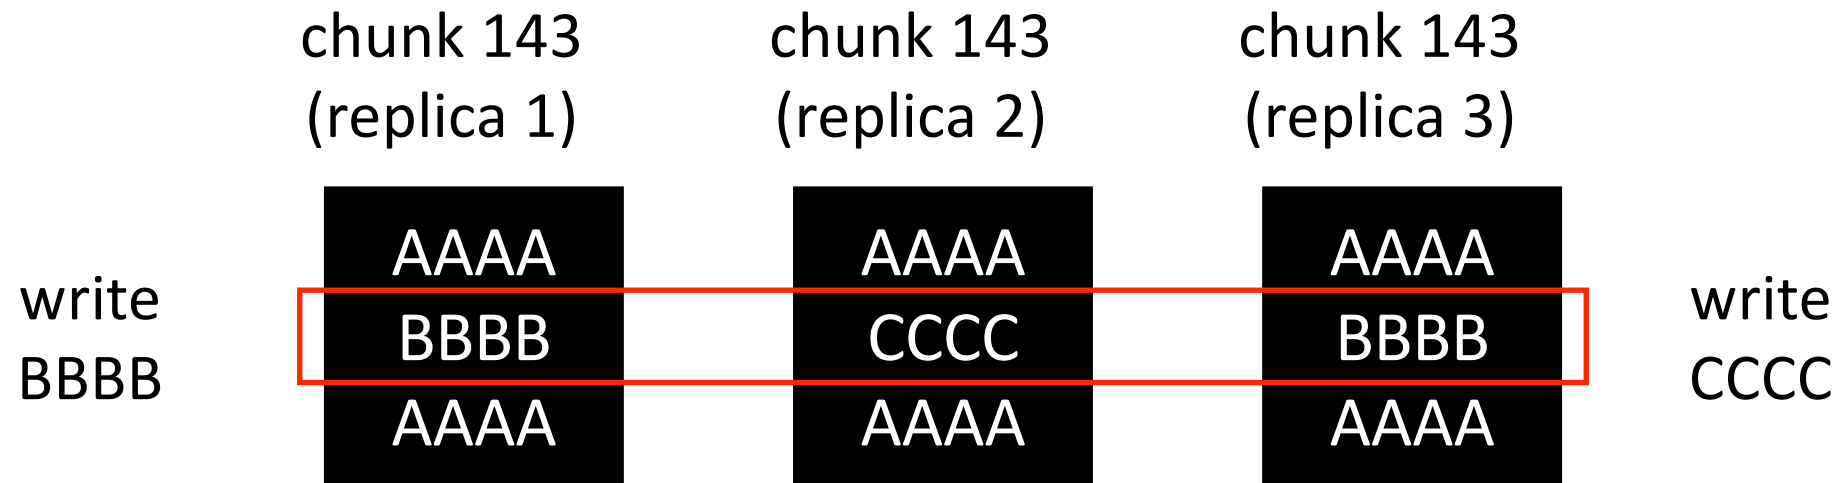 chunk 143
(replica 1)
chunk 143
(replica 2)
chunk 143
(replica 3)
write
BBBB
AAAA
BBBB
AAAA
AAAA
CCCC
AAAA
AAAA
BBBB
AAAA
write
CCCC